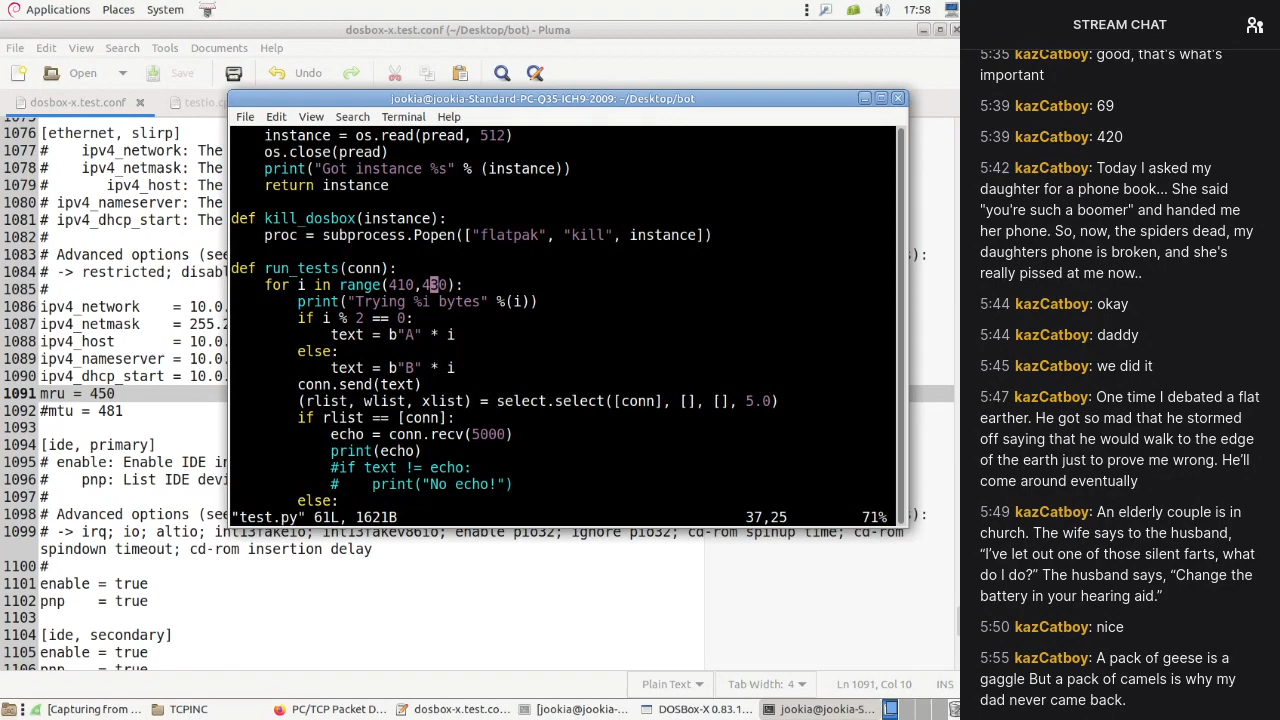 Applications Places System 17:58
dosbox-x.test.conf (~/Desktop/bot) - Pluma
File Edit View Search Tools Documents Help
Open Save Undo
dosbox-x.test.conf testio.c
1076 [ethernet, slirp]
1077 # ipv4_network: The
1078 # ipv4_netmask: The
1079 # ipv4_host: The
1080 # ipv4_nameserver: The
1081 # ipv4_dhcp_start: The
1082 #
1083 # Advanced options (see
1084 # -> restricted; disabl
1085 #
1086 ipv4_network = 10.0.
1087 ipv4_netmask = 255.2
1088 ipv4_host = 10.0.
1089 ipv4_nameserver = 10.0.
1090 ipv4_dhcp_start = 10.0.
1091 mru = 450
1092 #mtu = 481
1093
1094 [ide, primary]
1095 # enable: Enable IDE in
1096 # pnp: List IDE devi
1097 #
1098 # Advanced options (see
1099 # -> irq; io; altio; int13fakeio; int13fakev86io; enable pio32; ignore pio32; cd-rom spinup time; cd-rom
spindown timeout; cd-rom insertion delay
1100 #
1101 enable = true
1102 pnp = true
1103
1104 [ide, secondary]
1105 enable = true
1106 pnp = true
jookia@jookia-Standard-PC-Q35-ICH9-2009: ~/Desktop/bot
File Edit View Search Terminal Help
instance = os.read(pread, 512)
os.close(pread)
print("Got instance %s" % (instance))
return instance
def kill_dosbox(instance):
proc = subprocess.Popen(["flatpak", "kill", instance])
def run_tests(conn):
for i in range(410,430):
print("Trying %i bytes" %(i))
if i % 2 == 0:
text = b"A" * i
else:
text = b"B" * i
conn.send(text)
(rlist, wlist, xlist) = select.select([conn], [], [], 5.0)
if rlist == [conn]:
echo = conn.recv(5000)
print(echo)
#if text != echo:
# print("No echo!")
else:
"test.py" 61L, 1621B 37,25 71%
Plain Text Tab Width: 4 Ln 1091, Col 10 INS
[Capturing from ... TCPNC PC/TCP Packet D... dosbox-x.test.conf... [jookia@jookia-... DOSBox-X 0.83.1... jookia@jookia-S...
STREAM CHAT
5:35 kazCatboy: good, that's what's
important
5:39 kazCatboy: 69
5:39 kazCatboy: 420
5:42 kazCatboy: Today I asked my
daughter for a phone book... She said
"you're such a boomer" and handed me
her phone. So, now, the spiders dead, my
daughters phone is broken, and she's
really pissed at me now..
5:44 kazCatboy: okay
5:44 kazCatboy: daddy
5:45 kazCatboy: we did it
5:47 kazCatboy: One time I debated a flat
earther. He got so mad that he stormed
off saying that he would walk to the edge
of the earth just to prove me wrong. He'll
come around eventually
5:49 kazCatboy: An elderly couple is in
church. The wife says to the husband,
“I've let out one of those silent farts, what
do I do?” The husband says, “Change the
battery in your hearing aid.”
5:50 kazCatboy: nice
5:55 kazCatboy: A pack of geese is a
gaggle But a pack of camels is why my
dad never came back.